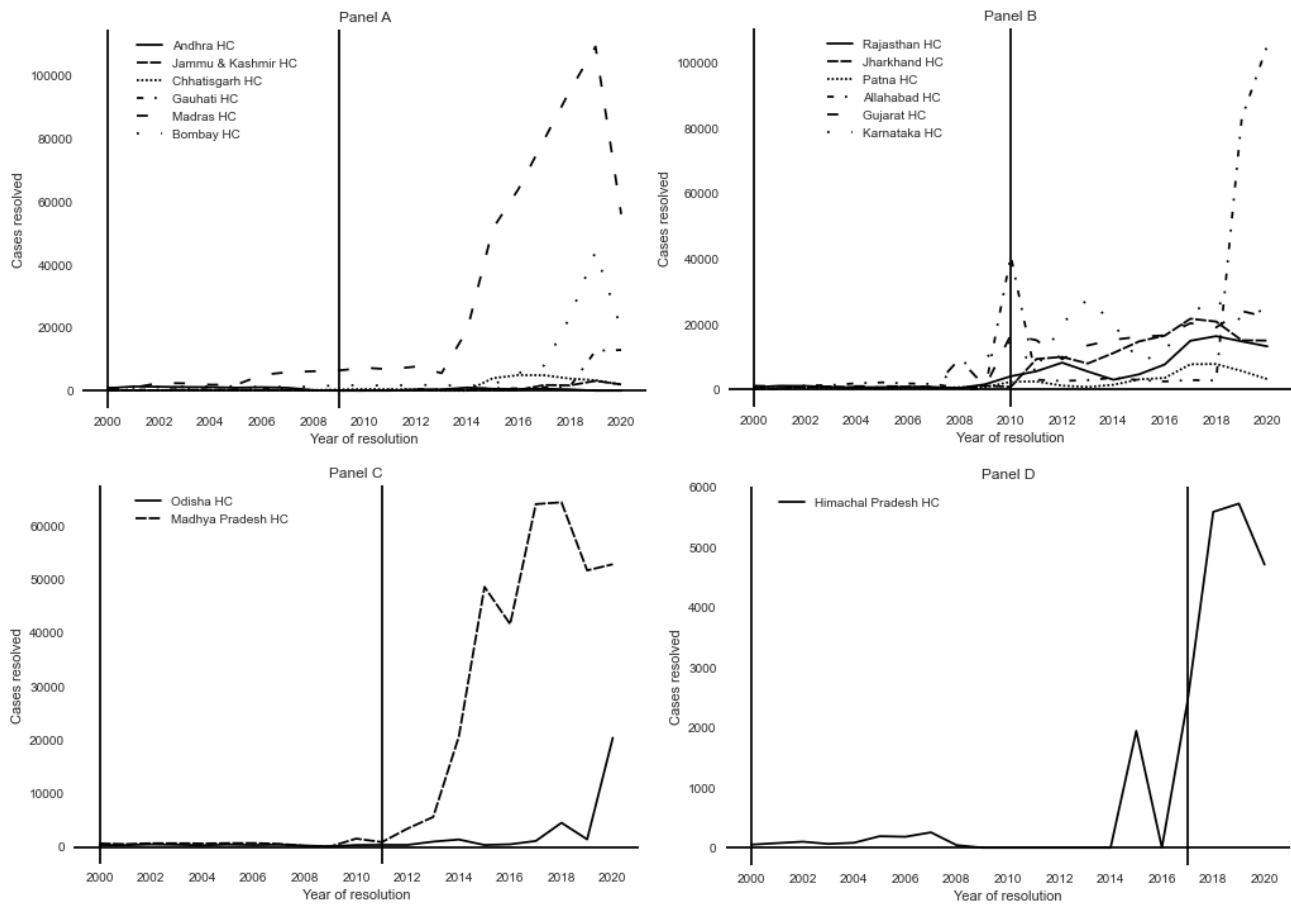 Panel A
Andhra HC
Jammu & Kashmir HC
Chhatisgarh HC
Gauhati HC
Madras HC
Bombay HC
Cases resolved
100000
80000
60000
40000
20000
0
2000 2002 2004 2006 2008 2010 2012 2014 2016 2018 2020
Year of resolution
Panel B
Rajasthan HC
Jharkhand HC
Patna HC
Allahabad HC
Gujarat HC
Karnataka HC
Cases resolved
100000
80000
60000
40000
20000
0
2000 2002 2004 2006 2008 2010 2012 2014 2016 2018 2020
Year of resolution
Panel C
Odisha HC
Madhya Pradesh HC
Cases resolved
60000
50000
40000
30000
20000
10000
0
2000 2002 2004 2006 2008 2010 2012 2014 2016 2018 2020
Year of resolution
Panel D
Himachal Pradesh HC
Cases resolved
6000
5000
4000
3000
2000
1000
0
2000 2002 2004 2006 2008 2010 2012 2014 2016 2018 2020
Year of resolution